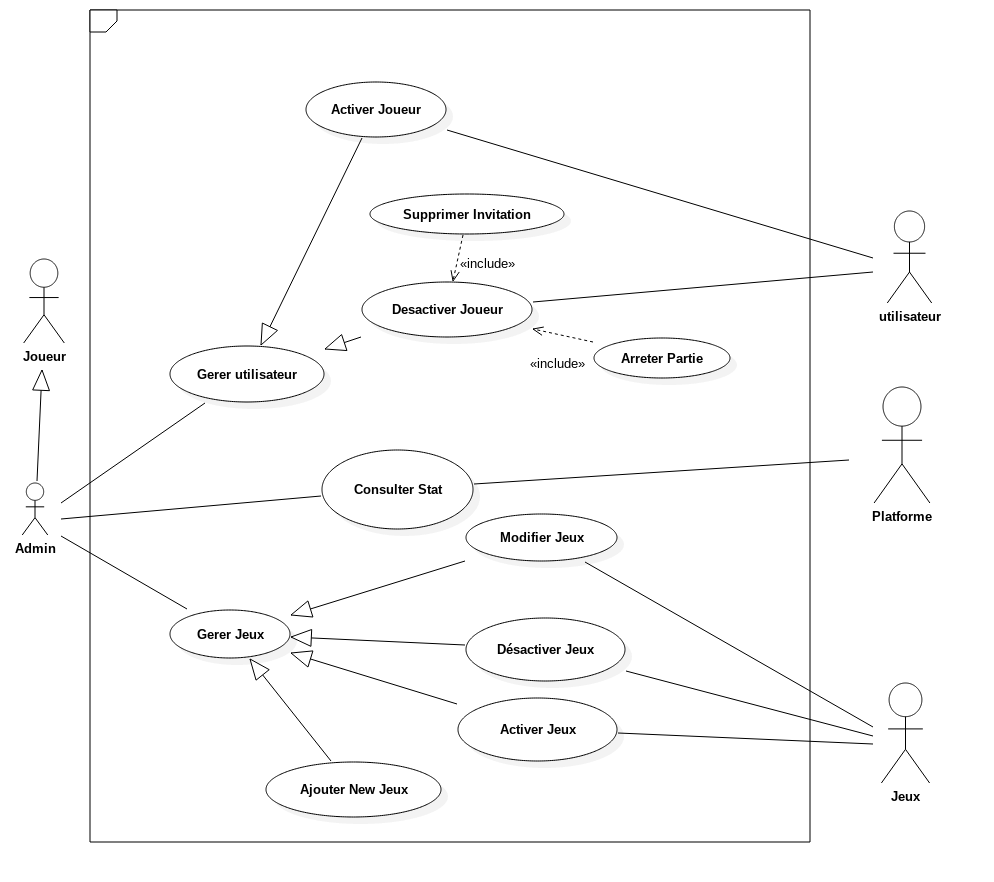 Activer Joueur
Supprimer Invitation
«include»
Desactiver Joueur
utilisateur
Joueur
«include»
Arreter Partie
Gerer utilisateur
Consulter Stat
Platforme
Modifier Jeux
Admin
Gerer Jeux
Désactiver Jeux
Activer Jeux
Ajouter New Jeux
Jeux